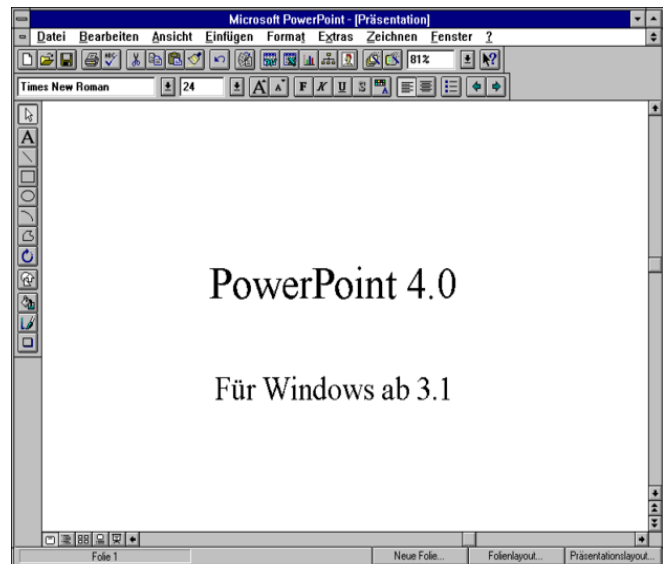 Microsoft PowerPoint - [Präsentation]
Datei Bearbeiten Ansicht Einfügen Format Extras Zeichnen Fenster ?
81%
Times New Roman 24 A A F K U S A
A
PowerPoint 4.0
Für Windows ab 3.1
Folie 1 Neue Folie... Folienlayout... Präsentationslayout...